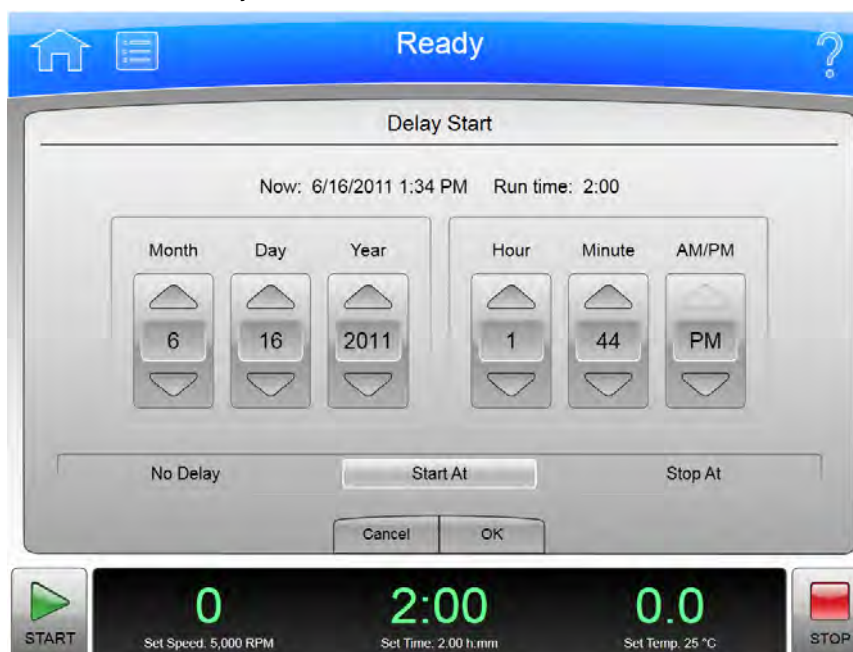 Ready
?
Delay Start
Now: 6/16/2011 1:34 PM Run time: 2:00
Month Day Year Hour Minute AM/PM
6 16 2011 1 44 PM
No Delay Start At Stop At
Cancel OK
0 2:00 0.0
START Set Speed: 5,000 RPM Set Time: 2.00 h:mm Set Temp. 25 °C STOP